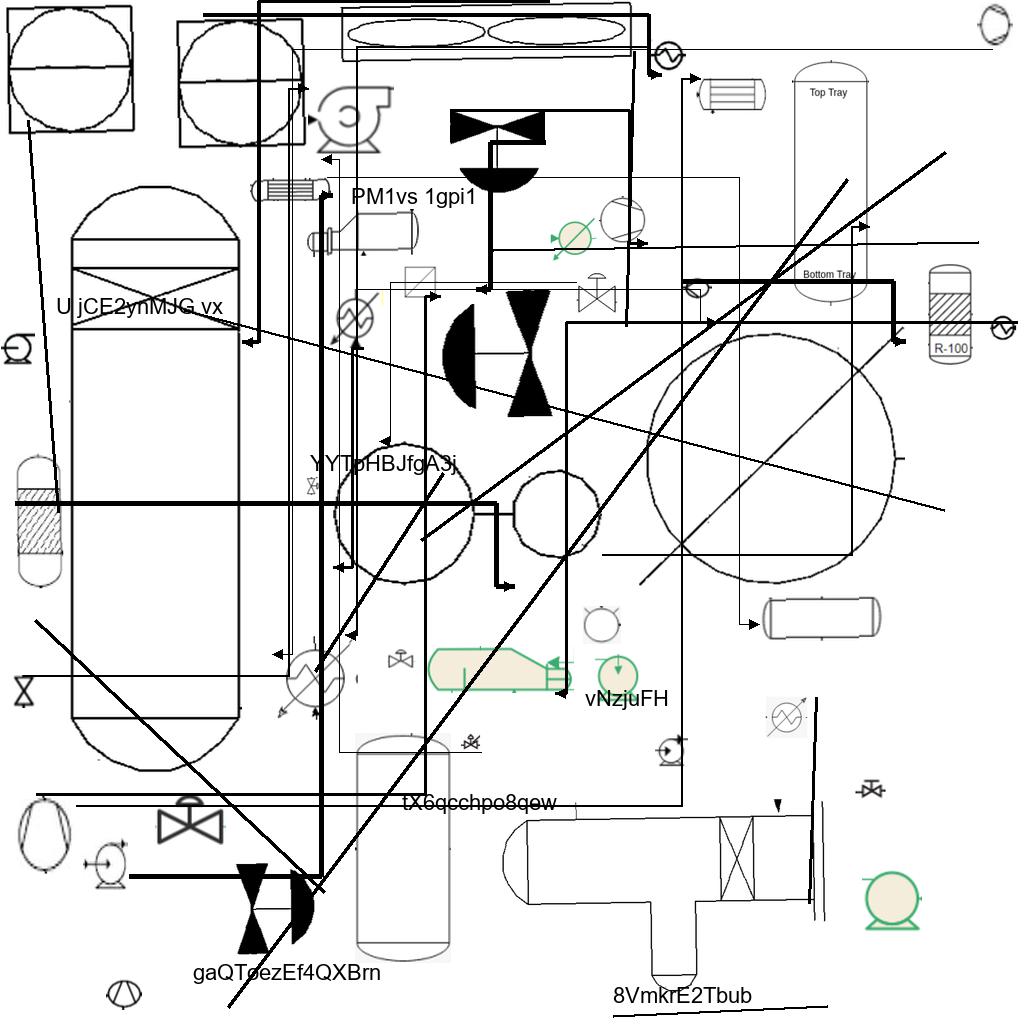 Top Tray
PM1vs 1gpi1
Bottom Tray
U jCE2ynMJG vx
R-100
YYTpHBJfgA3j
vNzjuFH
tX6qcchpo8qew
gaQToezEf4QXBrn
8VmkrE2Tbub